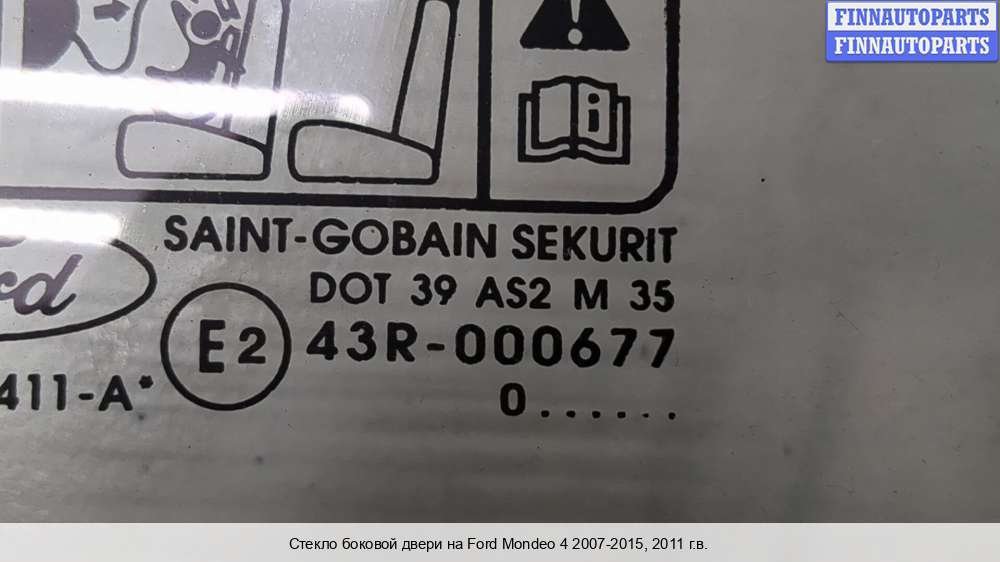 FINNAUTOPARTS
FINNAUTOPARTS
i
SAINT-GOBAIN SEKURIT
DOT 39 AS2 M 35
E2 43R-000677
411-A*
0......
Стекло боковой двери на Ford Mondeo 4 2007-2015, 2011 г.в.